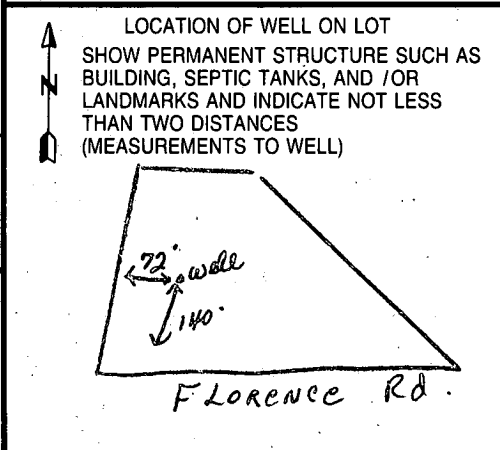 LOCATION OF WELL ON LOT
SHOW PERMANENT STRUCTURE SUCH AS
BUILDING, SEPTIC TANKS, AND /OR
LANDMARKS AND INDICATE NOT LESS
THAN TWO DISTANCES
(MEASUREMENTS TO WELL)
N
72'
well
140'
FLORENCE Rd.